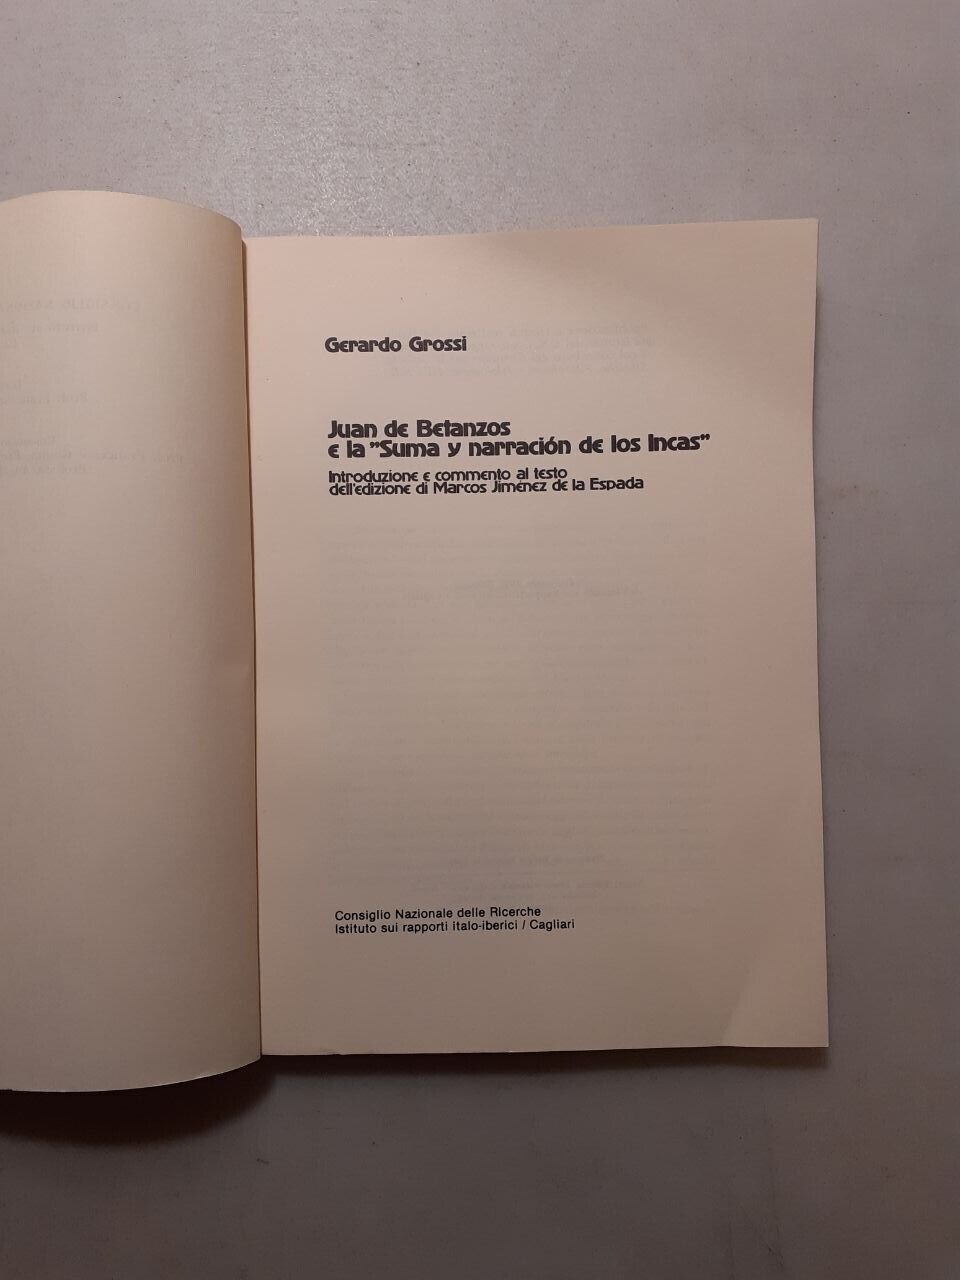 Gerardo Grossi
Juan de Betanzos
e la "Suma y narración de los Incas"
Introduzione e commento al testo
dell'edizione di Marcos Jiménez de la Espada
Consiglio Nazionale delle Ricerche
Istituto sui rapporti italo-iberici / Cagliari